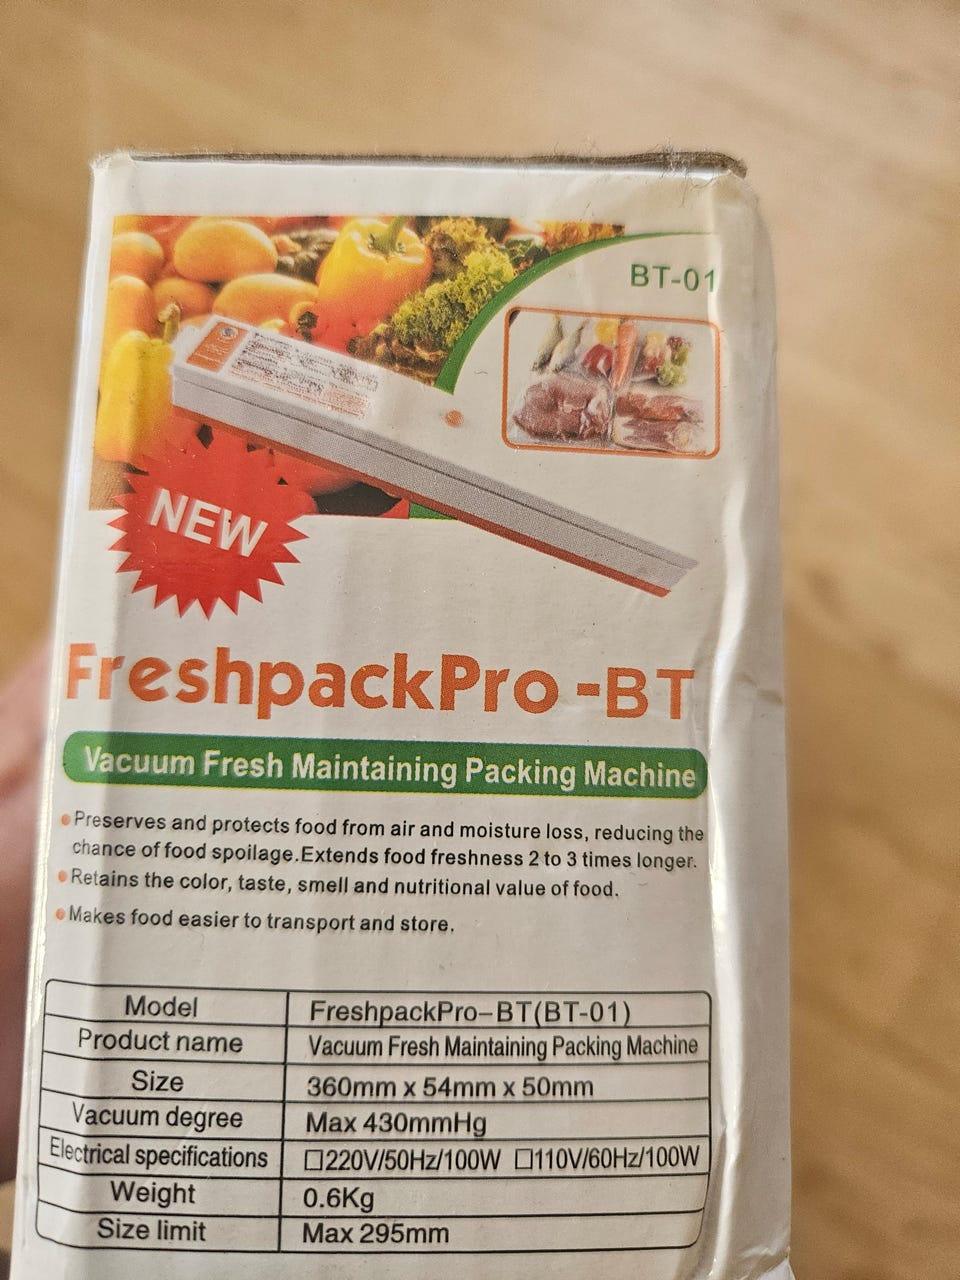 BT-01
NEW
FreshpackPro-BT
Vacuum Fresh Maintaining Packing Machine
•Preserves and protects food from air and moisture loss, reducing the
chance of food spoilage.Extends food freshness 2 to 3 times longer.
•Retains the color, taste, smell and nutritional value of food.
•Makes food easier to transport and store.
Model FreshpackPro-BT(BT-01)
Product name Vacuum Fresh Maintaining Packing Machine
Size 360mm x 54mm x 50mm
Vacuum degree Max 430mmHg
Electrical specifications □220V/50Hz/100W □110V/60Hz/100W
Weight 0.6Kg
Size limit Max 295mm